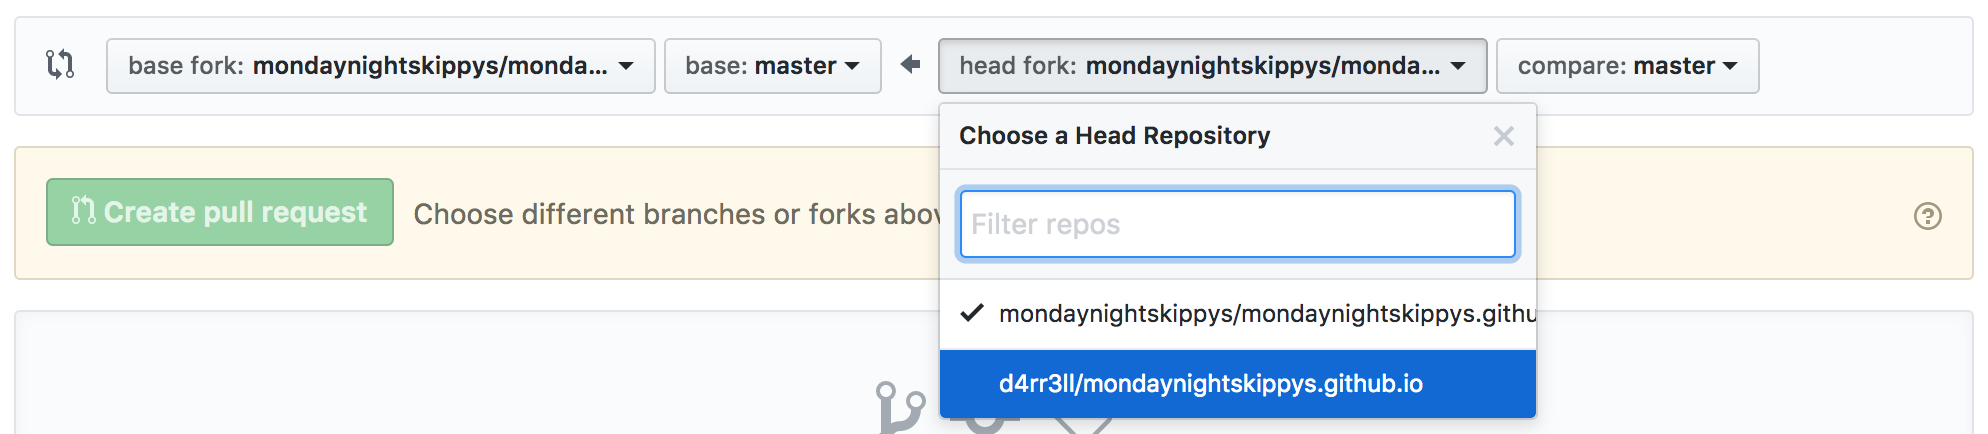 base fork: mondaynightskippys/monda... base: master head fork: mondaynightskippys/monda... compare: master
Choose a Head Repository
Create pull request Choose different branches or forks
Filter repos
mondaynightskippys/mondaynightskippys.githu
d4rr3ll/mondaynightskippys.github.io